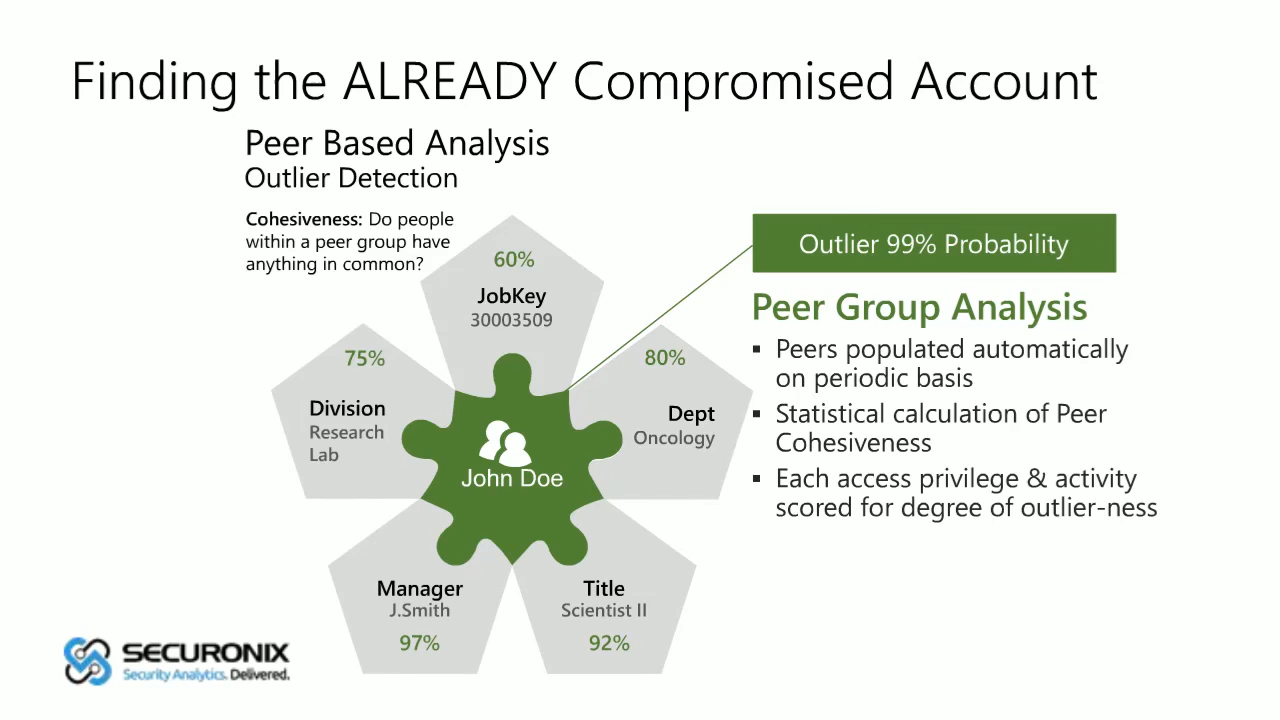 Finding the ALREADY Compromised Account
Peer Based Analysis
Outlier Detection
Cohesiveness: Do people
within a peer group have
anything in common?
60%
JobKey
30003509
75%
Division
Research
Lab
80%
Dept
Oncology
John Doe
Manager
J.Smith
97%
Title
Scientist II
92%
Outlier 99% Probability
Peer Group Analysis
▪ Peers populated automatically
on periodic basis
▪ Statistical calculation of Peer
Cohesiveness
▪ Each access privilege & activity
scored for degree of outlier-ness
SECURONIX
Security Analytics. Delivered.